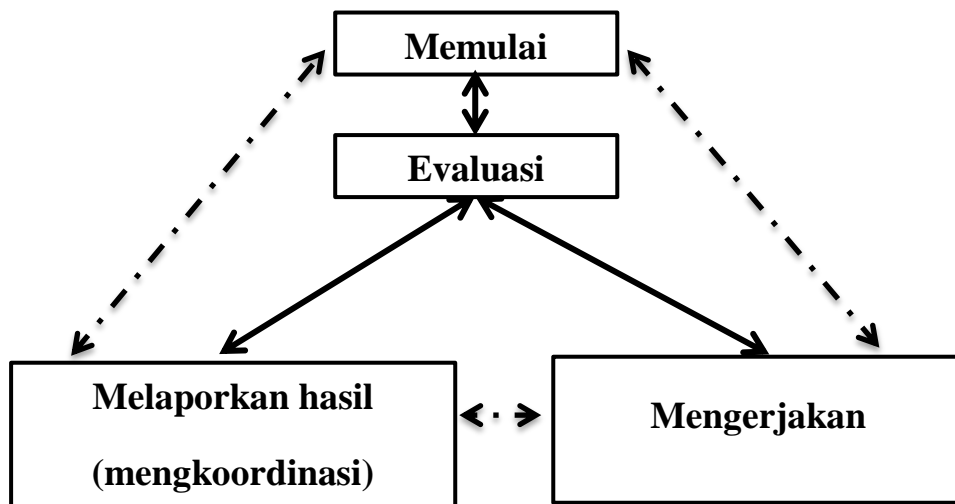 Memulai
Evaluasi
Melaporkan hasil
(mengkoordinasi)
Mengerjakan